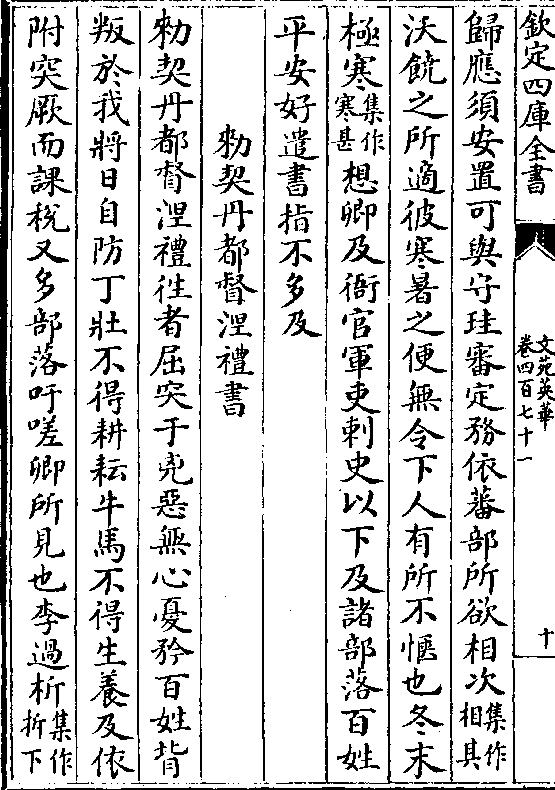 欽定四庫全書
文苑英華
卷四百七十一
十
歸應須安置可與守珪審定務依蕃部所欲相次集作相其
沃饒之所適彼寒暑之便無令下人有所不愜也冬末
極寒集作寒甚想卿及衙官軍吏刺史以下及諸部落百姓
平安好遣書指不多及
勑契丹都督涅禮書
勑契丹都督涅禮徃者屈突于兇惡無心憂矜百姓背
叛於我將日自防丁壯不得耕耘牛馬不得生養及依
附突厥而課稅又多部落吁嗟卿所見也李過析集作折下